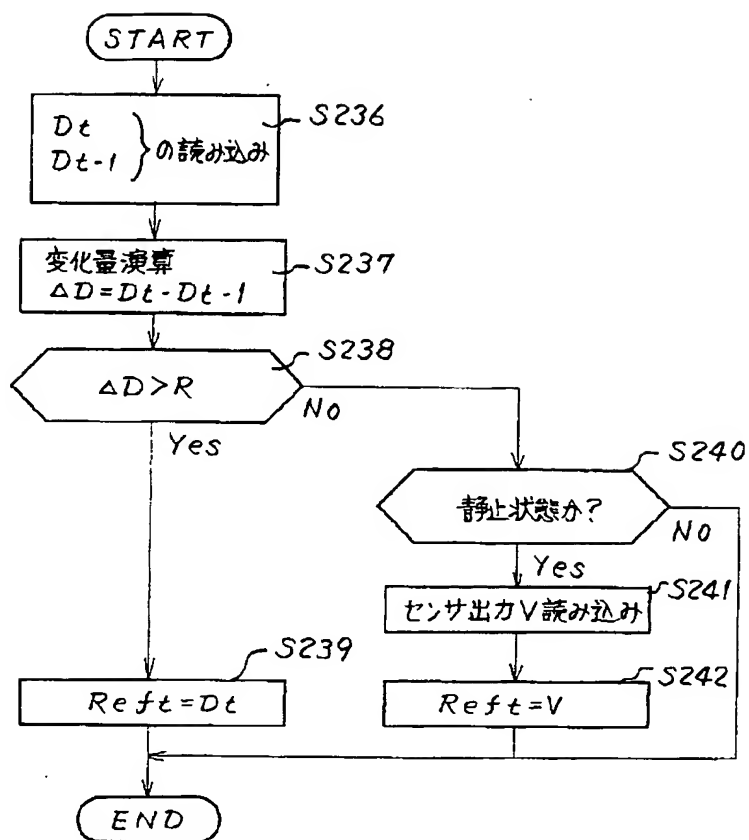 START
Dt
Dt-1 } の読み込み
S236
変化量演算
ΔD=Dt-Dt-1
S237
ΔD>R
S238
No
Yes
静止状態か?
S240
No
Yes
センサ出力V読み込み
S241
Reft=Dt
S239
Reft=V
S242
END